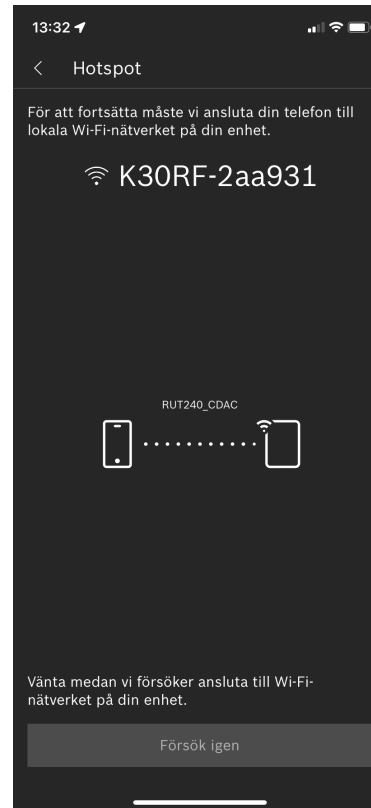 13:32
Hotspot
För att fortsätta måste vi ansluta din telefon till
lokala Wi-Fi-nätverket på din enhet.
K30RF-2aa931
RUT240_CDAC
Vänta medan vi försöker ansluta till Wi-Fi-
nätverket på din enhet.
Försök igen